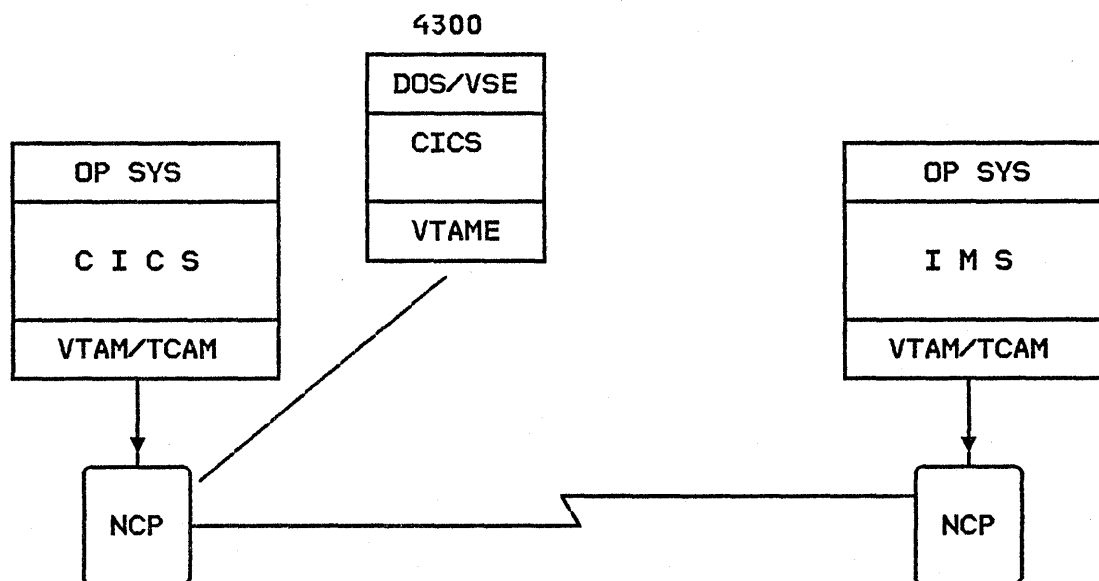 4300
DOS/VSE
CICS
VTAME
OP SYS
C I C S
VTAM/TCAM
NCP
OP SYS
I M S
VTAM/TCAM
NCP